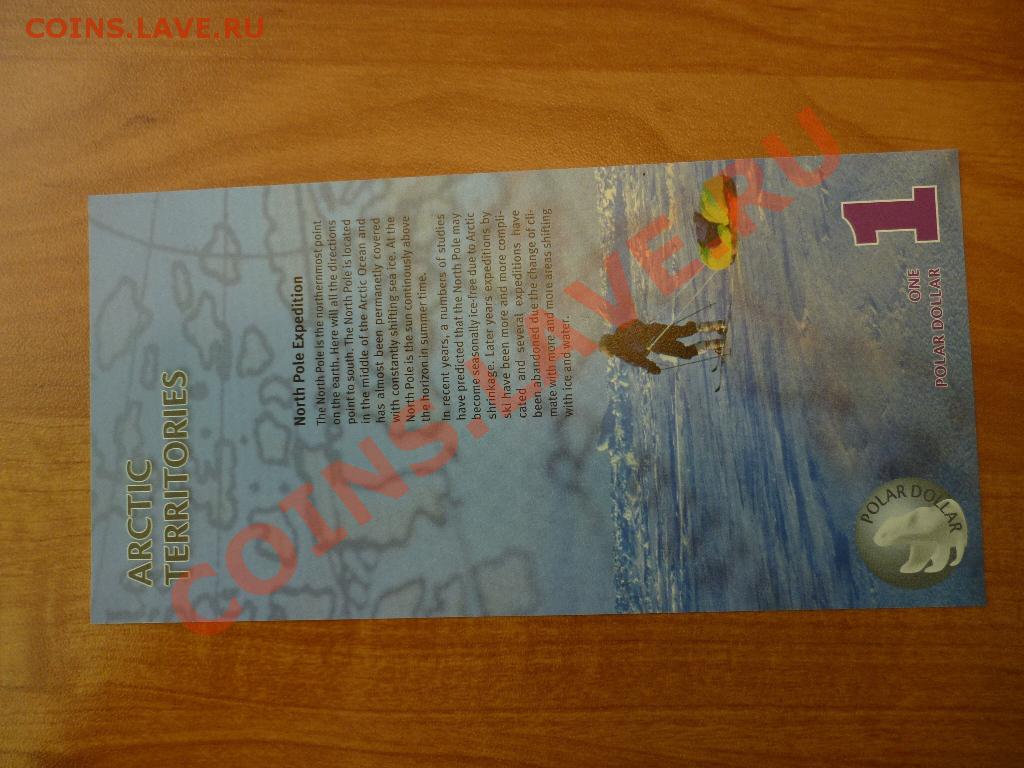 COINS.LAVE.RU
ARCTIC
TERRITORIES
North Pole Expedition
The North Pole is the northernmost point
on the earth. Here will all the directions
point to south. The North Pole is located
in the middle of the Arctic Ocean and
has almost been permanetly covered
with constantly shifting sea ice. At the
North Pole is the sun continuously above
the horizon in summer time.
In recent years, a numbers of studies
have predicted that the North Pole may
become seasonally ice-free due to Arctic
shrinkage. Later years expeditions by
ski have been more and more compli-
cated and several expeditions have
been abandoned due the change of cli-
mate with more and more areas shifting
with ice and water.
1
ONE
POLAR DOLLAR
POLAR DOLLAR
COINS.LAVE.RU